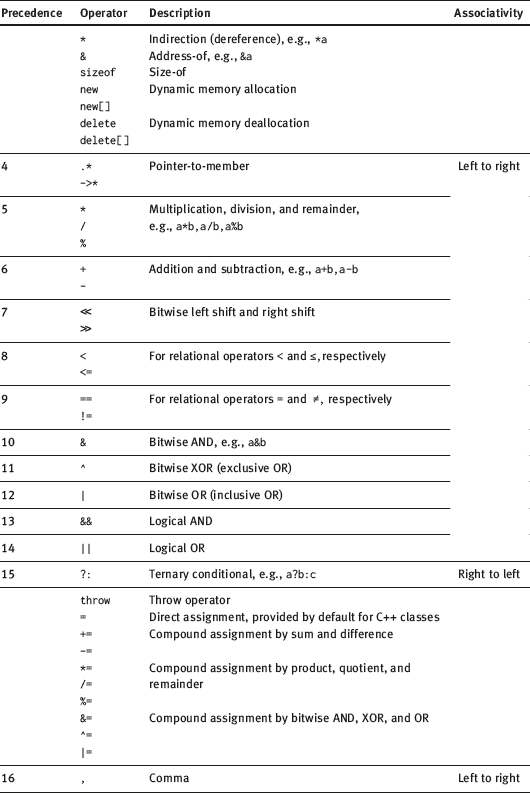 Precedence Operator Description Associativity
* Indirection (dereference), e.g., *a
& Address-of, e.g., &a
sizeof Size-of
new Dynamic memory allocation
new[]
delete Dynamic memory deallocation
delete[]
4 .* Pointer-to-member Left to right
->*
5 * Multiplication, division, and remainder,
/ e.g., a*b,a/b,a%b
%
6 + Addition and subtraction, e.g., a+b,a-b
-
7 ≪ Bitwise left shift and right shift
≫
8 < For relational operators < and ≤, respectively
<=
9 == For relational operators = and ≠, respectively
!=
10 & Bitwise AND, e.g., a&b
11 ^ Bitwise XOR (exclusive OR)
12 | Bitwise OR (inclusive OR)
13 && Logical AND
14 || Logical OR
15 ?: Ternary conditional, e.g., a?b:c Right to left
throw Throw operator
= Direct assignment, provided by default for C++ classes
+= Compound assignment by sum and difference
-=
*= Compound assignment by product, quotient, and
/= remainder
%=
&= Compound assignment by bitwise AND, XOR, and OR
^=
|=
16 , Comma Left to right